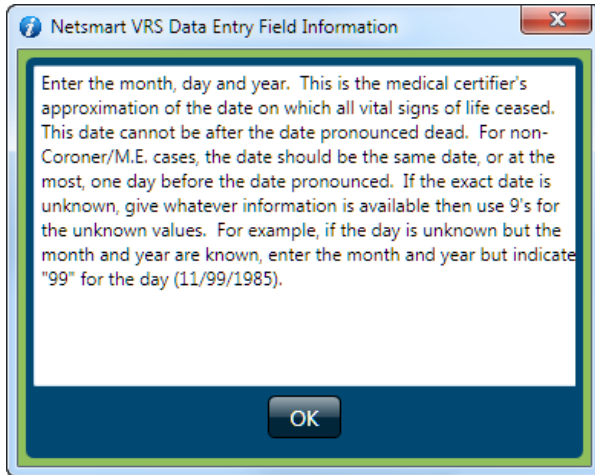 Netsmart VRS Data Entry Field Information
Enter the month, day and year.  This is the medical certifier's
approximation of the date on which all vital signs of life ceased.
This date cannot be after the date pronounced dead.  For non-
Coroner/M.E. cases, the date should be the same date, or at the
most, one day before the date pronounced.  If the exact date is
unknown, give whatever information is available then use 9's for
the unknown values.  For example, if the day is unknown but the
month and year are known, enter the month and year but indicate
"99" for the day (11/99/1985).
OK